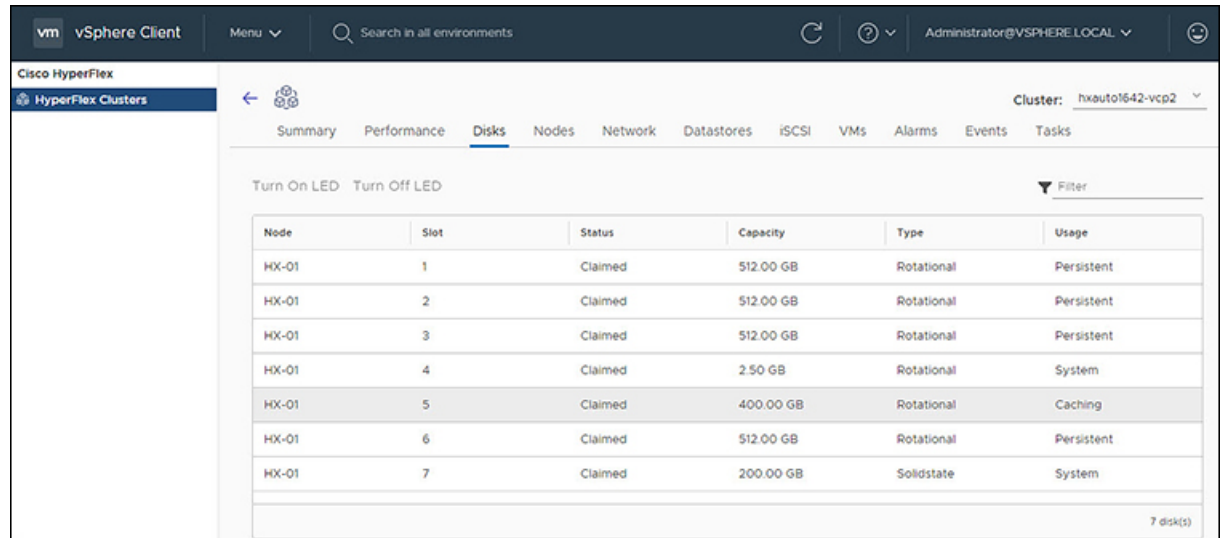 vm vSphere Client Menu Search in all environments Administrator@VSPHERE.LOCAL
Cisco HyperFlex
HyperFlex Clusters
Cluster: hxauto1642-vcp2
Summary Performance Disks Nodes Network Datastores iSCSI VMs Alarms Events Tasks
Turn On LED Turn Off LED Filter
Node Slot Status Capacity Type Usage
HX-01 1 Claimed 512.00 GB Rotational Persistent
HX-01 2 Claimed 512.00 GB Rotational Persistent
HX-01 3 Claimed 512.00 GB Rotational Persistent
HX-01 4 Claimed 2.50 GB Rotational System
HX-01 5 Claimed 400.00 GB Rotational Caching
HX-01 6 Claimed 512.00 GB Rotational Persistent
HX-01 7 Claimed 200.00 GB Solidstate System
7 disk(s)